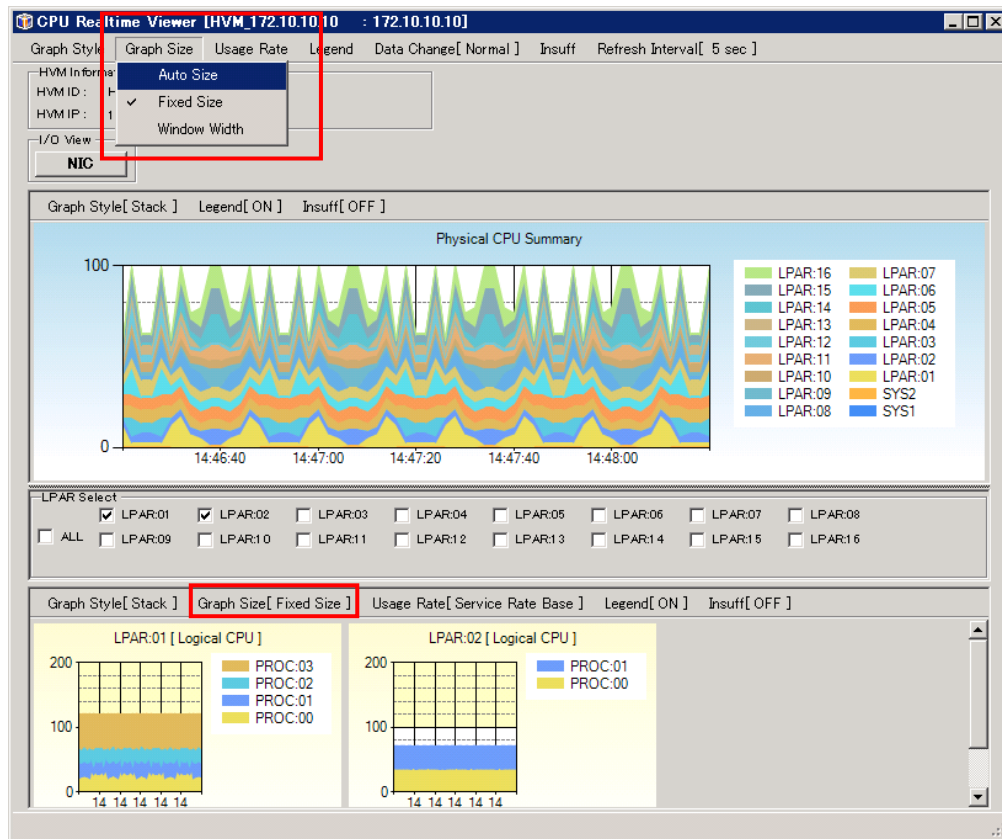 CPU Realtime Viewer [HVM_172.10.10.10 : 172.10.10.10]
Graph Style Graph Size Usage Rate Legend Data Change[ Normal ] Insuff Refresh Interval[ 5 sec ]
Auto Size
Fixed Size
Window Width
HVM Informa
HVM ID : H
HVM IP : 1
I/O View
NIC
Graph Style[ Stack ] Legend[ ON ] Insuff[ OFF ]
Physical CPU Summary
100
0
14:46:40 14:47:00 14:47:20 14:47:40 14:48:00
LPAR:16 LPAR:07
LPAR:15 LPAR:06
LPAR:14 LPAR:05
LPAR:13 LPAR:04
LPAR:12 LPAR:03
LPAR:11 LPAR:02
LPAR:10 LPAR:01
LPAR:09 SYS2
LPAR:08 SYS1
LPAR Select
LPAR:01 LPAR:02 LPAR:03 LPAR:04 LPAR:05 LPAR:06 LPAR:07 LPAR:08
ALL LPAR:09 LPAR:10 LPAR:11 LPAR:12 LPAR:13 LPAR:14 LPAR:15 LPAR:16
Graph Style[ Stack ] Graph Size[ Fixed Size ] Usage Rate[ Service Rate Base ] Legend[ ON ] Insuff[ OFF ]
LPAR:01 [ Logical CPU ]
200
100
0
14 14 14 14 14
PROC:03
PROC:02
PROC:01
PROC:00
LPAR:02 [ Logical CPU ]
200
100
0
14 14 14 14 14
PROC:01
PROC:00